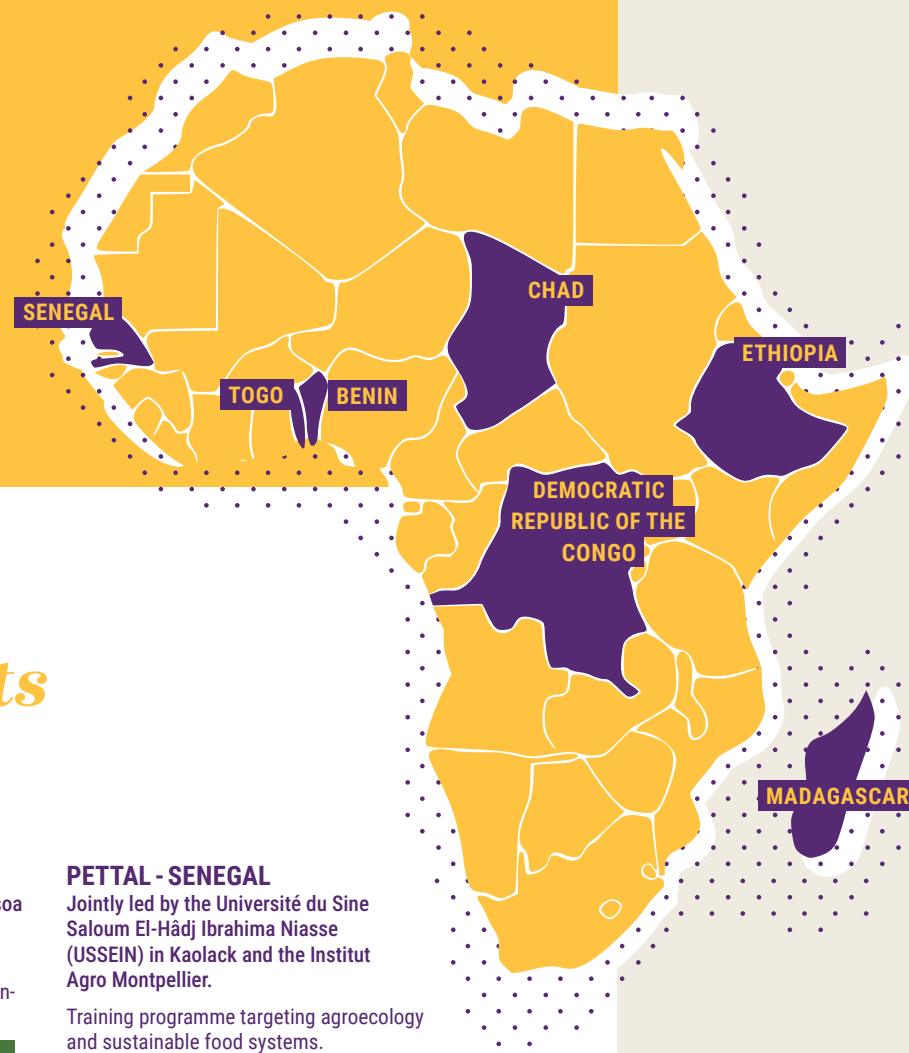 SENEGAL
CHAD
ETHIOPIA
TOGO
BENIN
DEMOCRATIC
REPUBLIC OF THE
CONGO
ts
MADAGASCAR
soa
n-
PETTAL - SENEGAL
Jointly led by the Université du Sine
Saloum El-Hâdj Ibrahima Niasse
(USSEIN) in Kaolack and the Institut
Agro Montpellier.
Training programme targeting agroecology
and sustainable food systems.